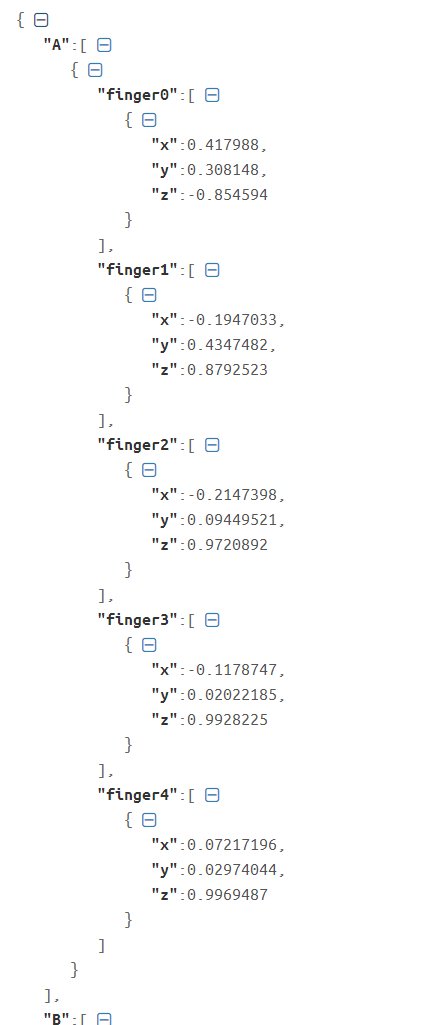 {
"A":[
{
"finger0":[
{
"x":0.417988,
"y":0.308148,
"z":-0.854594
}
],
"finger1":[
{
"x":-0.1947033,
"y":0.4347482,
"z":0.8792523
}
],
"finger2":[
{
"x":-0.2147398,
"y":0.09449521,
"z":0.9720892
}
],
"finger3":[
{
"x":-0.1178747,
"y":0.02022185,
"z":0.9928225
}
],
"finger4":[
{
"x":0.07217196,
"y":0.02974044,
"z":0.9969487
}
]
}
],
"B":[